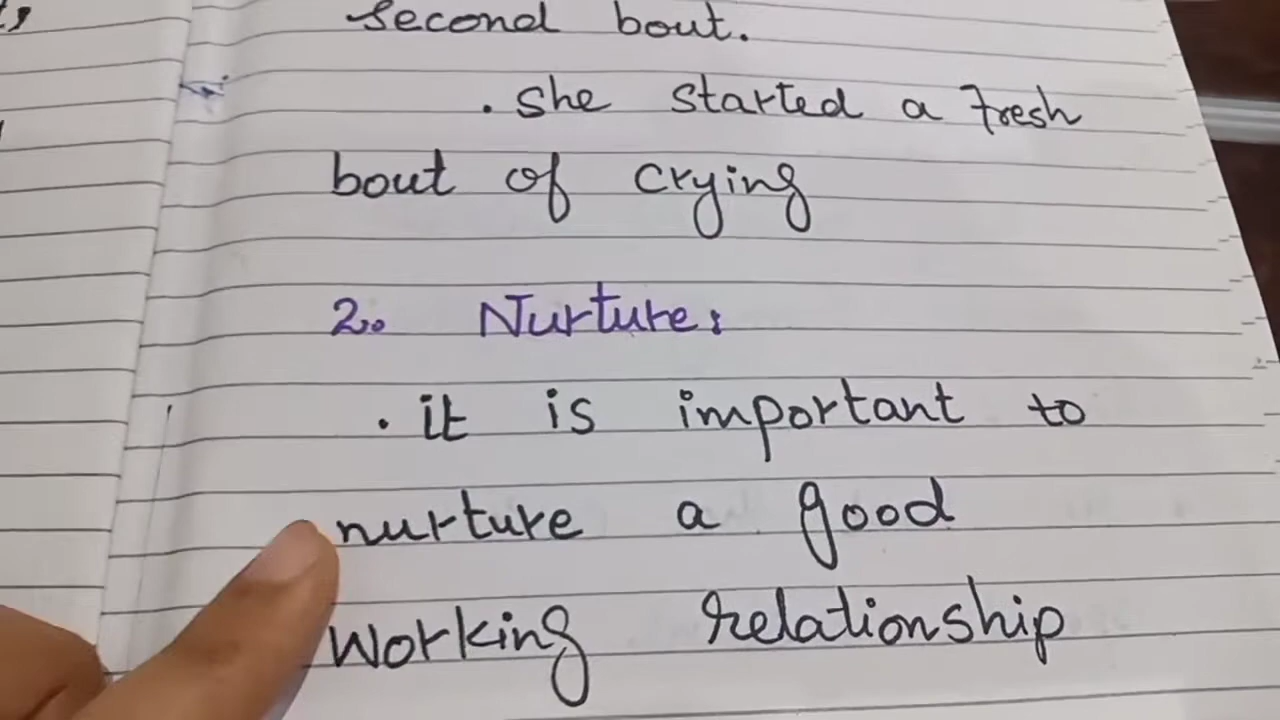 second bout.
. she started a fresh
bout of crying
2. Nurture:
. it is important to
nurture a good
working relationship